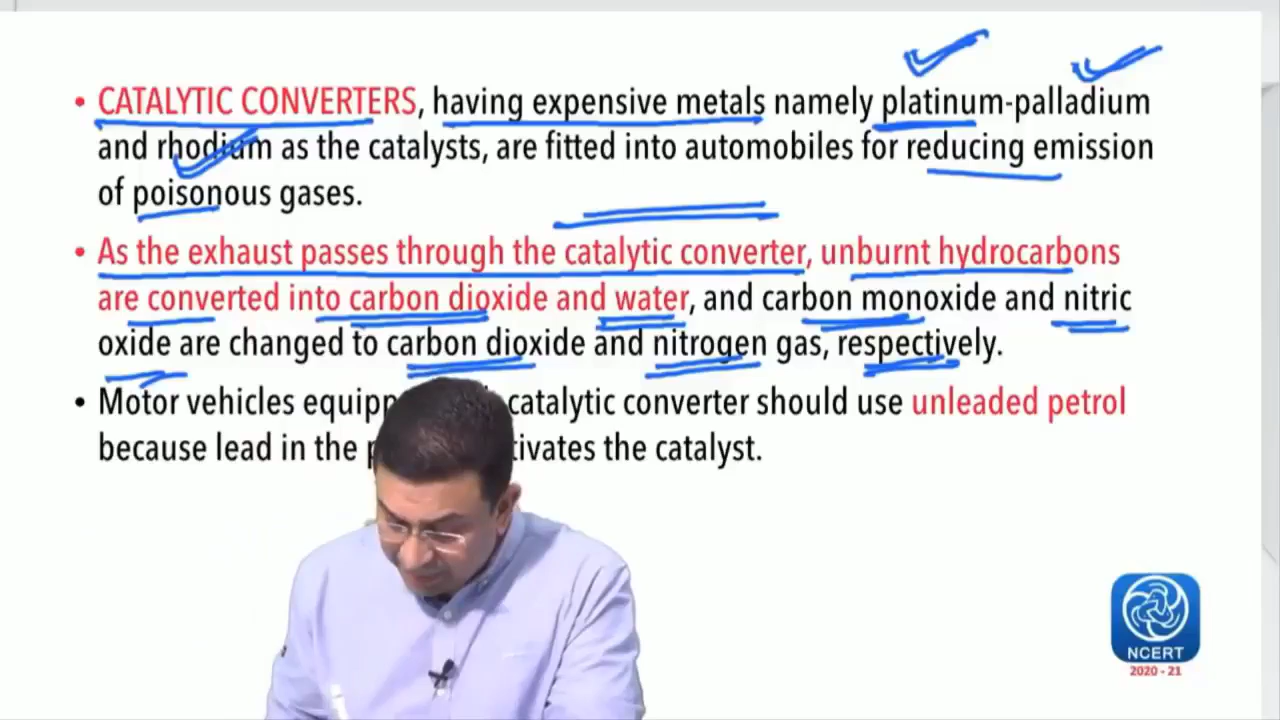 • CATALYTIC CONVERTERS, having expensive metals namely platinum-palladium
and rhodium as the catalysts, are fitted into automobiles for reducing emission
of poisonous gases.
• As the exhaust passes through the catalytic converter, unburnt hydrocarbons
are converted into carbon dioxide and water, and carbon monoxide and nitric
oxide are changed to carbon dioxide and nitrogen gas, respectively.
• Motor vehicles catalytic converter should use unleaded petrol
because lead in the the catalyst.
NCERT
2020 - 21